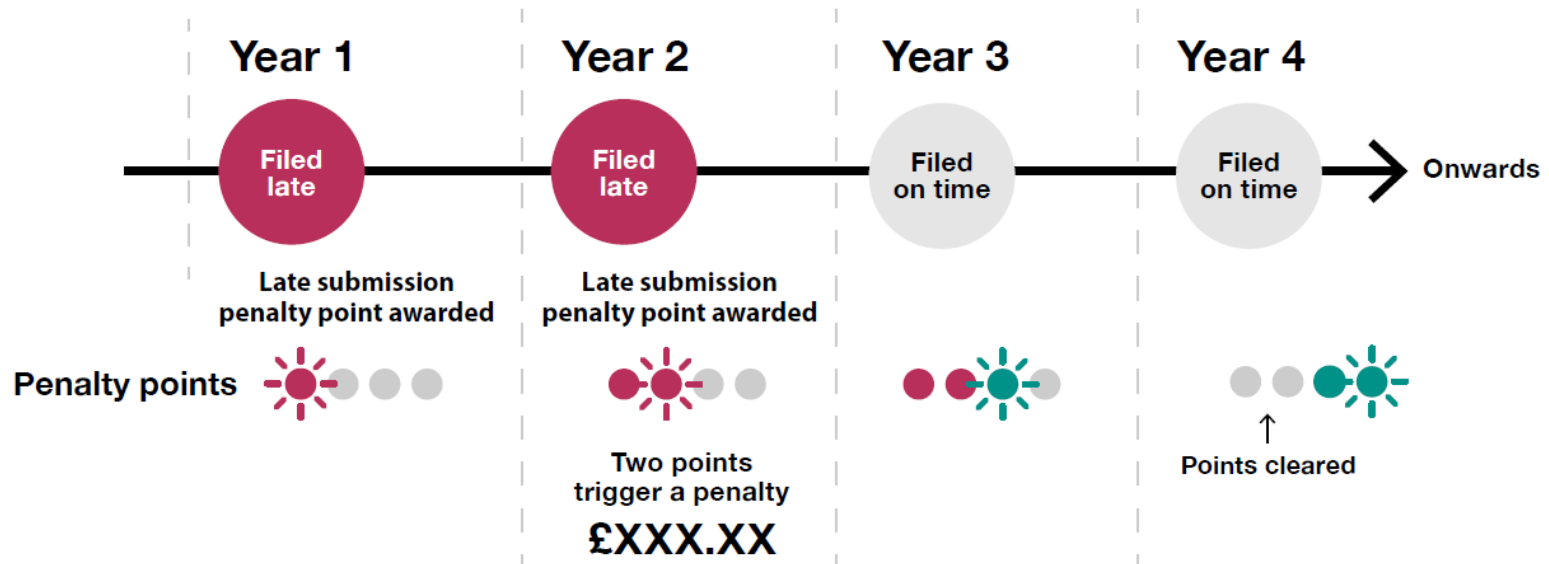 Year 1
Year 2
Year 3
Year 4
Filed
late
Filed
late
Filed
on time
Filed
on time
Onwards
Late submission
penalty point awarded
Late submission
penalty point awarded
Penalty points
Two points
trigger a penalty
£XXX.XX
Points cleared